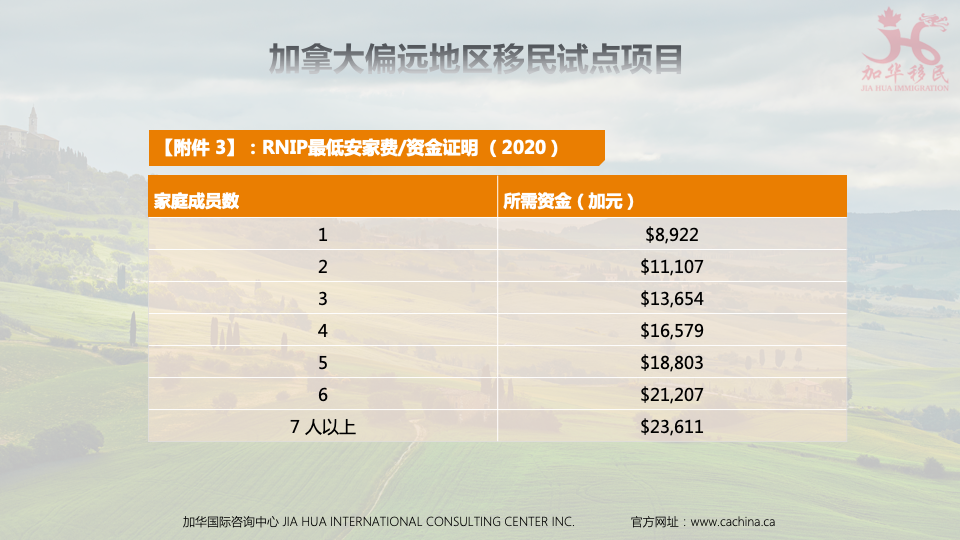 加拿大偏远地区移民试点项目
加华移民
JIA HUA IMMIGRATION
【附件 3】：RNIP最低安家费/资金证明 （2020）
家庭成员数 所需资金（加元）
1 $8,922
2 $11,107
3 $13,654
4 $16,579
5 $18,803
6 $21,207
7 人以上 $23,611
加华国际咨询中心 JIA HUA INTERNATIONAL CONSULTING CENTER INC. 官方网址：www.cachina.ca